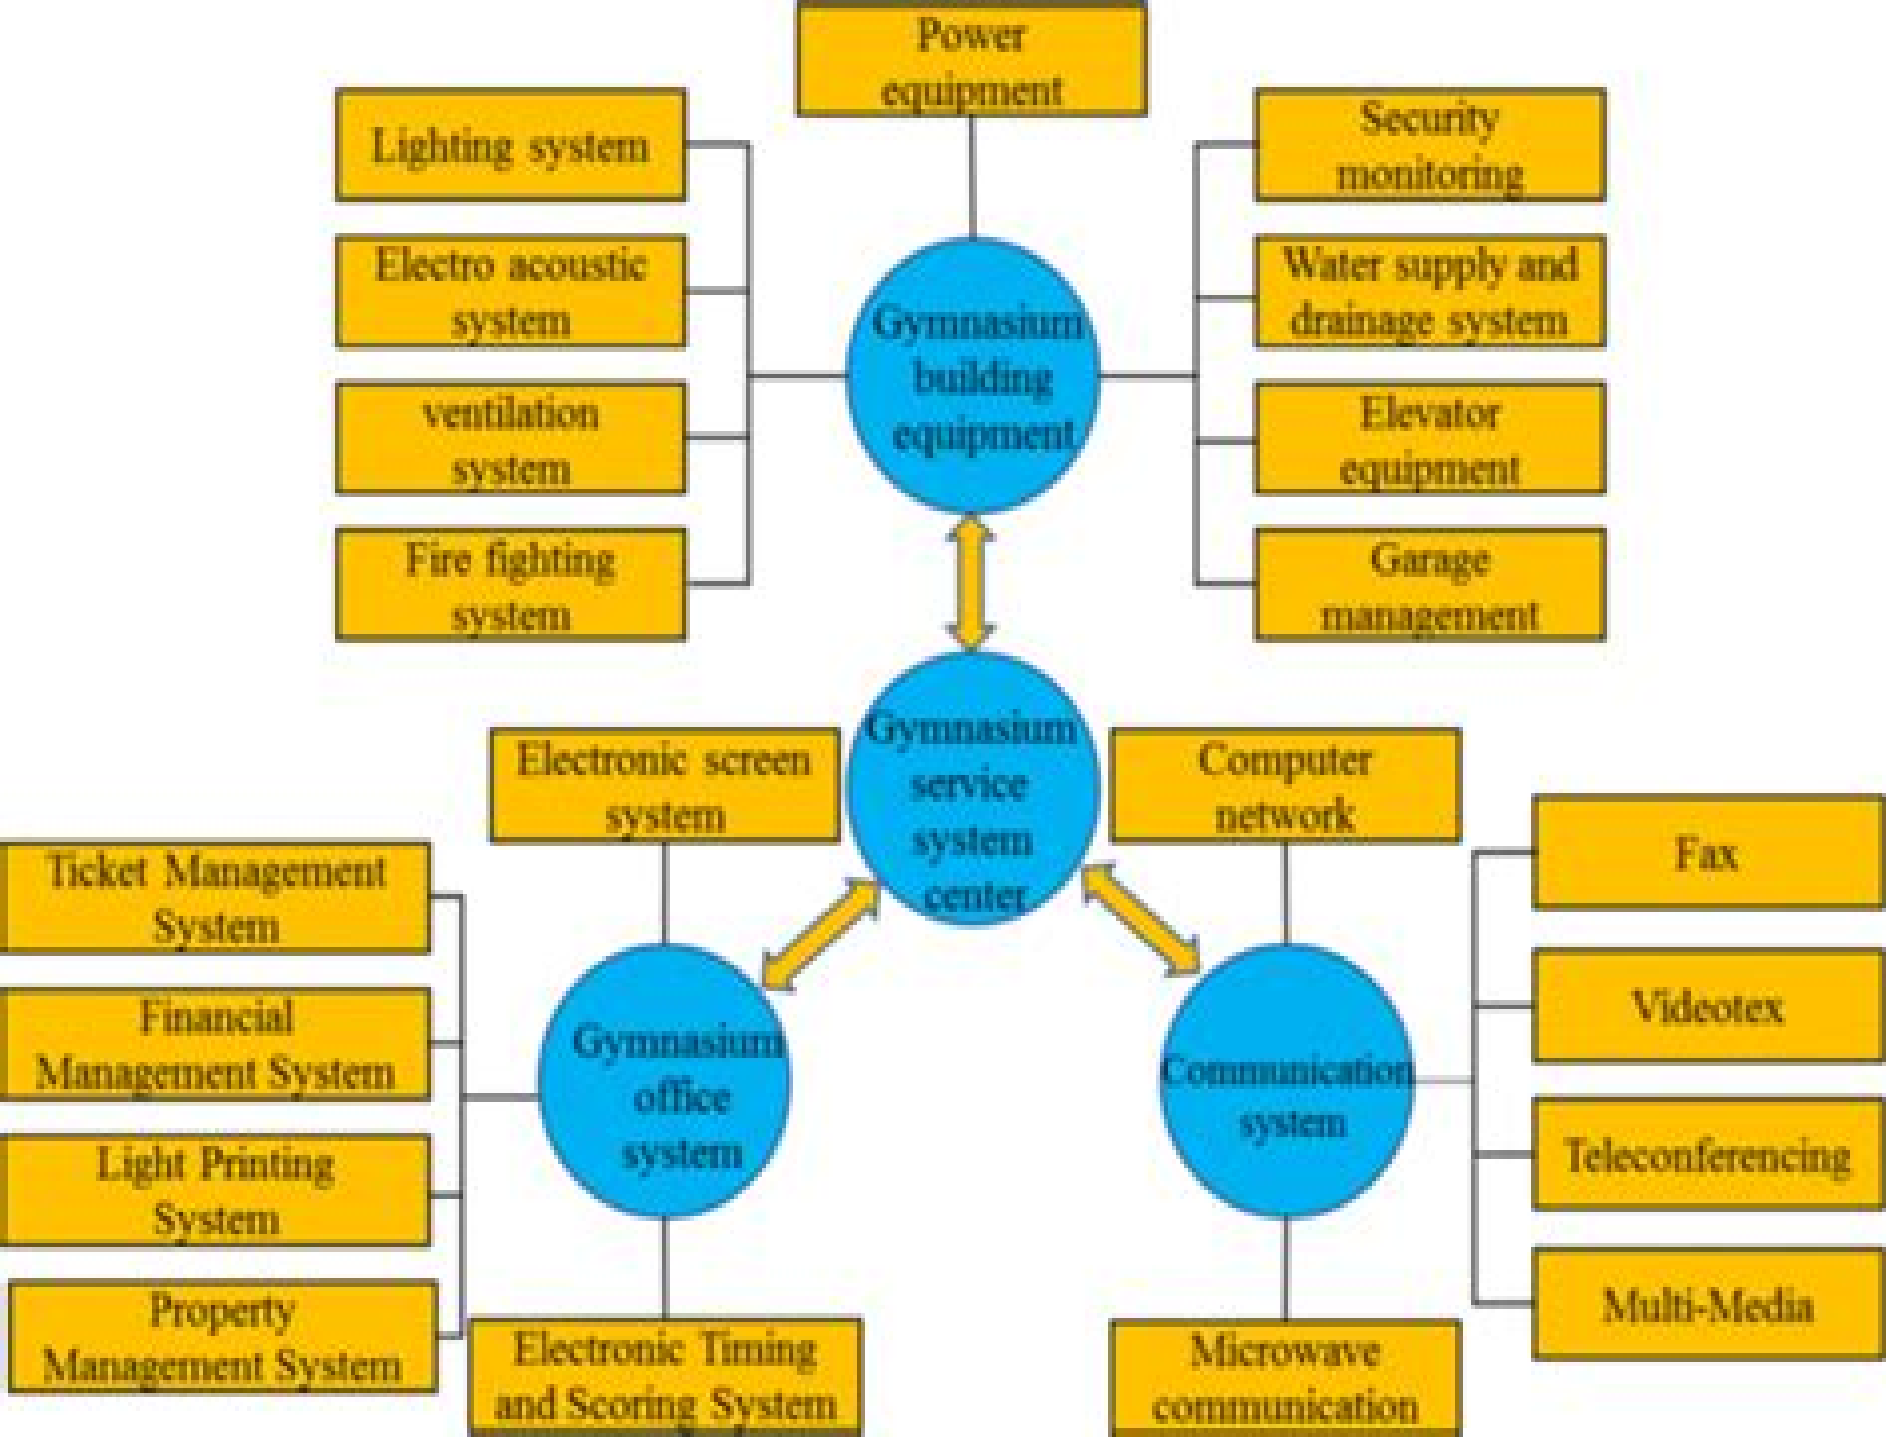 Power
equipment
Lighting system
Electro acoustic
system
ventilation
system
Fire fighting
system
Gymnasium
building
equipment
Security
monitoring
Water supply and
drainage system
Elevator
equipment
Garage
management
Gymnasium
service
system
center
Electronic screen
system
Ticket Management
System
Financial
Management System
Light Printing
System
Property
Management System
Gymnasium
office
system
Electronic Timing
and Scoring System
Computer
network
Communication
system
Microwave
communication
Fax
Videotex
Teleconferencing
Multi-Media